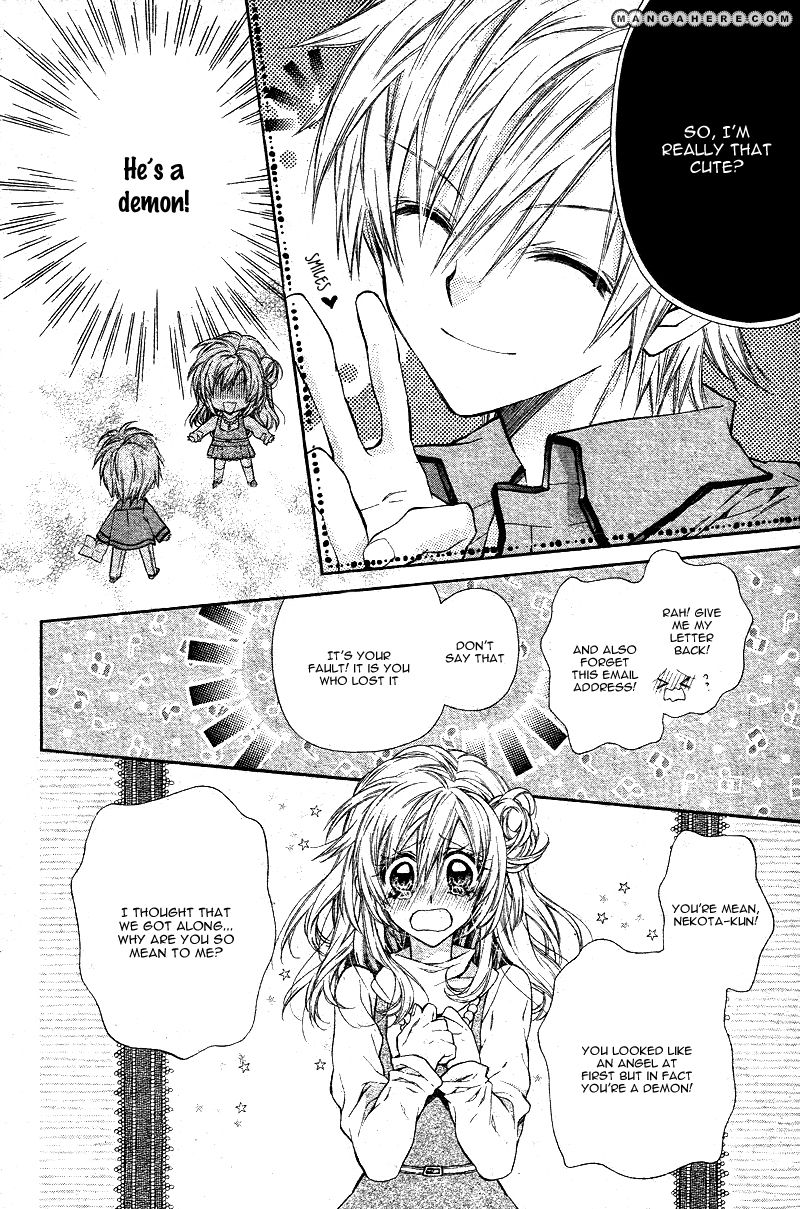 MANGAHERE.COM
SO, I'M
REALLY THAT
CUTE?
SMILES
He's a
demon!
RAH! GIVE
ME MY
LETTER
BACK!
?
AND ALSO
FORGET
THIS EMAIL
ADDRESS!
DON'T
SAY THAT
IT'S YOUR
FAULT! IT IS YOU
WHO LOST IT
YOU'RE MEAN,
NEKOTA-KUN!
YOU LOOKED LIKE
AN ANGEL AT
FIRST BUT IN FACT
YOU'RE A DEMON!
I THOUGHT THAT
WE GOT ALONG...
WHY ARE YOU SO
MEAN TO ME?